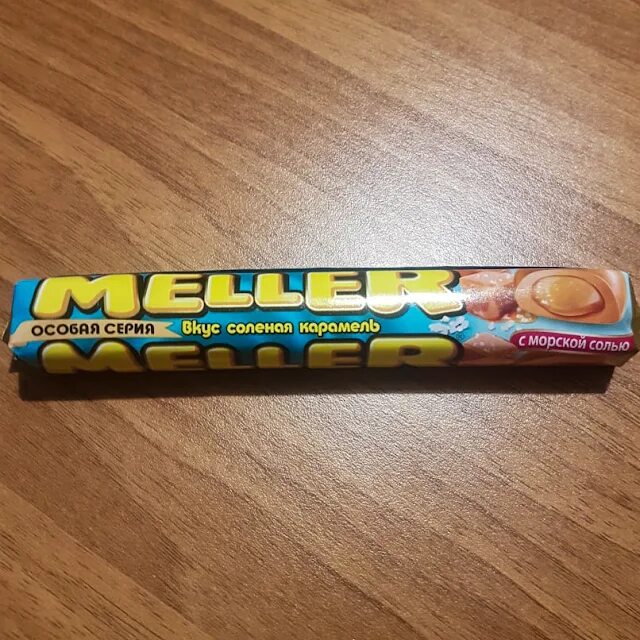 MELLER
ОСОБАЯ СЕРИЯ
Вкус соленая карамель
с морской солью
MELLER